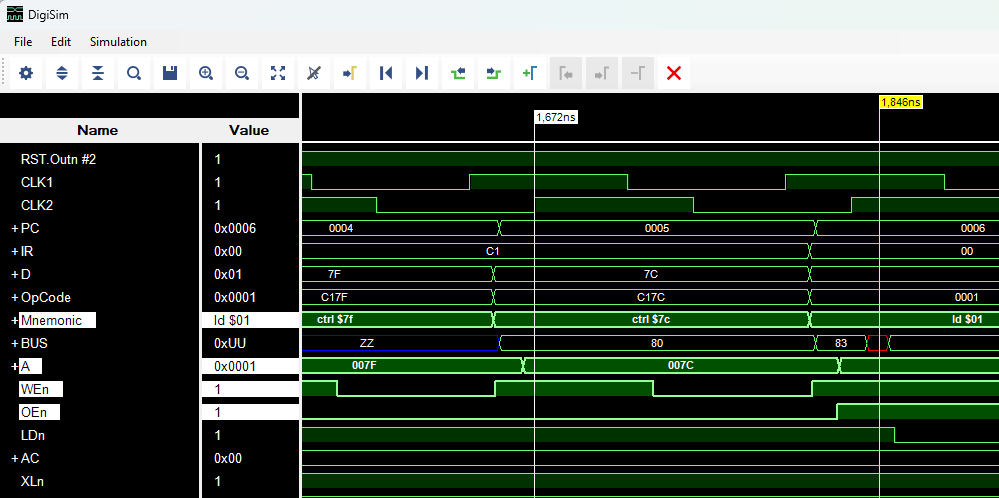 DigiSim
File Edit Simulation
1,672ns 1,846ns
Name Value
RST.Outn #2 1
CLK1 1
CLK2 1
+PC 0x0006 0004 0005 0006
+IR 0x00 C1 00
+D 0x01 7F 7C
+OpCode 0x0001 C17F C17C 0001
+Mnemonic ld $01 ctrl $7f ctrl $7c ld $01
+BUS 0xUU ZZ 80 83
+A 0x0001 007F 007C
WEn 1
OEn 1
LDn 1
+AC 0x00
XLn 1